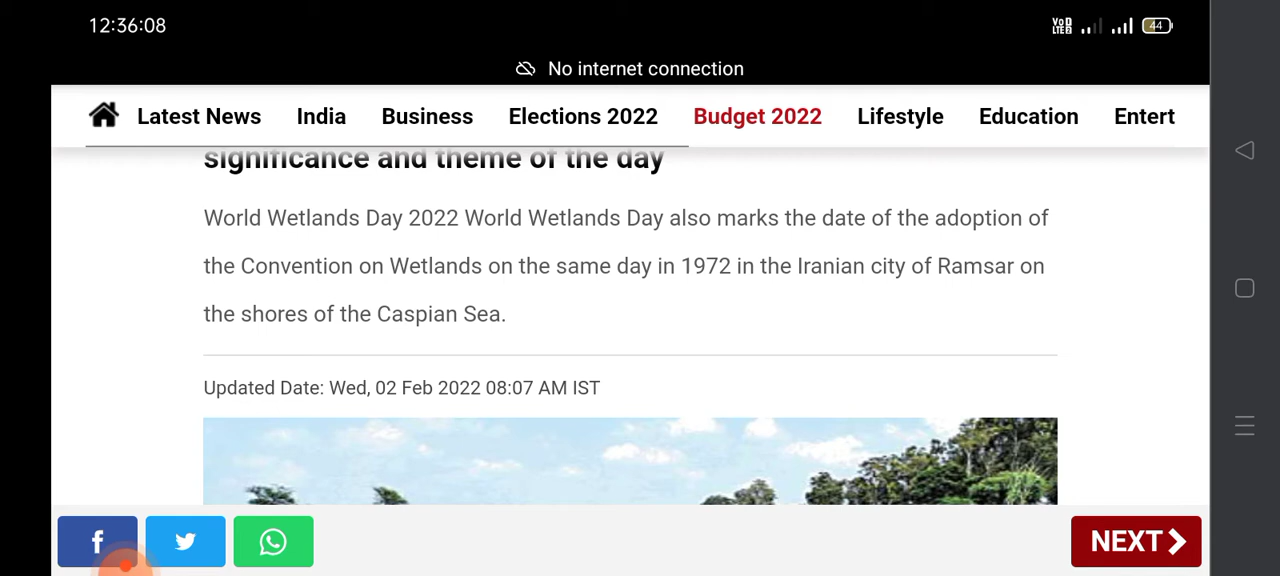 12:36:08
VoD LTE2 44
No internet connection
Latest News India Business Elections 2022 Budget 2022 Lifestyle Education Entert
significance and theme of the day
World Wetlands Day 2022 World Wetlands Day also marks the date of the adoption of
the Convention on Wetlands on the same day in 1972 in the Iranian city of Ramsar on
the shores of the Caspian Sea.
Updated Date: Wed, 02 Feb 2022 08:07 AM IST
f
NEXT